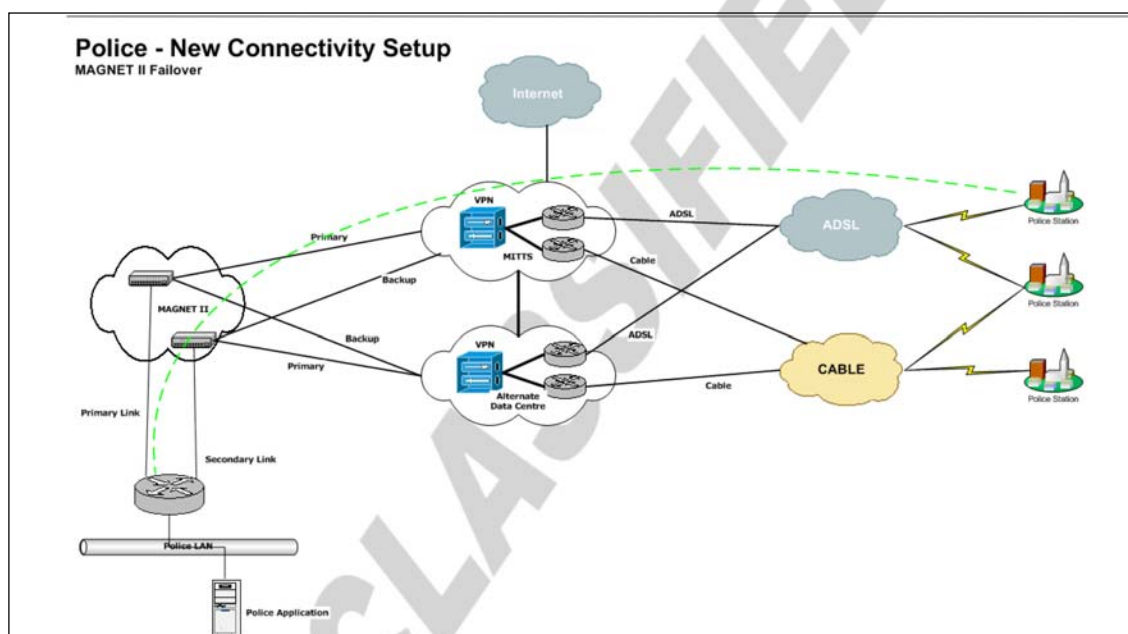 Police - New Connectivity Setup
MAGNET II Failover
Internet
VPN
MITTS
ADSL
ADSL
Cable
Police Station
Primary
Backup
MAGNET II
Police Station
Backup
Primary
VPN
Alternate
Data Centre
ADSL
Cable
CABLE
Police Station
Primary Link
Secondary Link
Police LAN
Police Application